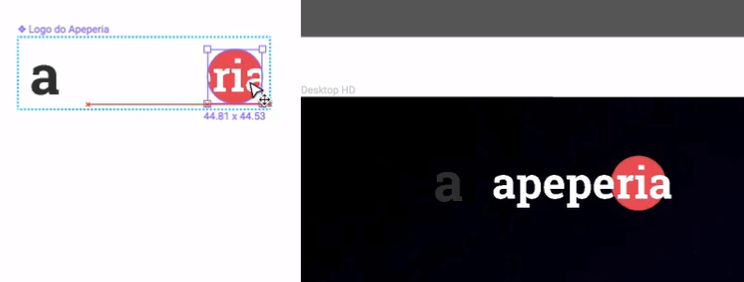 Logo do Apeperia
a ria
44.81 x 44.53
Desktop HD
a apeperia